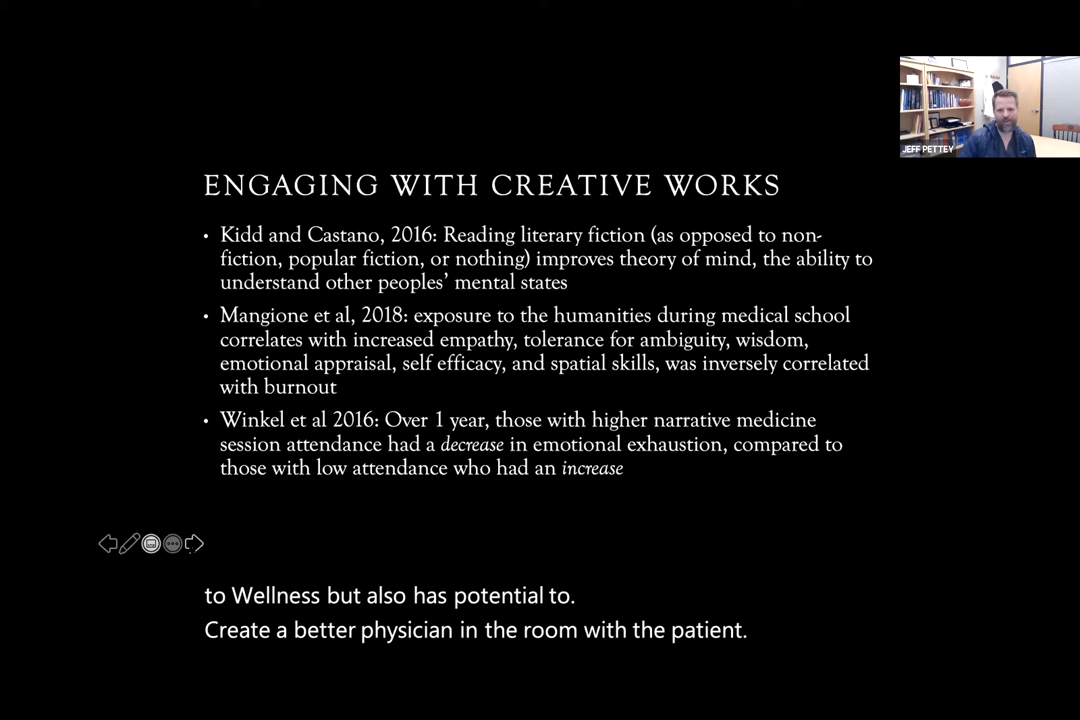 JEFF PETTEY
ENGAGING WITH CREATIVE WORKS
• Kidd and Castano, 2016: Reading literary fiction (as opposed to non-
fiction, popular fiction, or nothing) improves theory of mind, the ability to
understand other peoples’ mental states
• Mangione et al, 2018: exposure to the humanities during medical school
correlates with increased empathy, tolerance for ambiguity, wisdom,
emotional appraisal, self efficacy, and spatial skills, was inversely correlated
with burnout
• Winkel et al 2016: Over 1 year, those with higher narrative medicine
session attendance had a decrease in emotional exhaustion, compared to
those with low attendance who had an increase
to Wellness but also has potential to.
Create a better physician in the room with the patient.